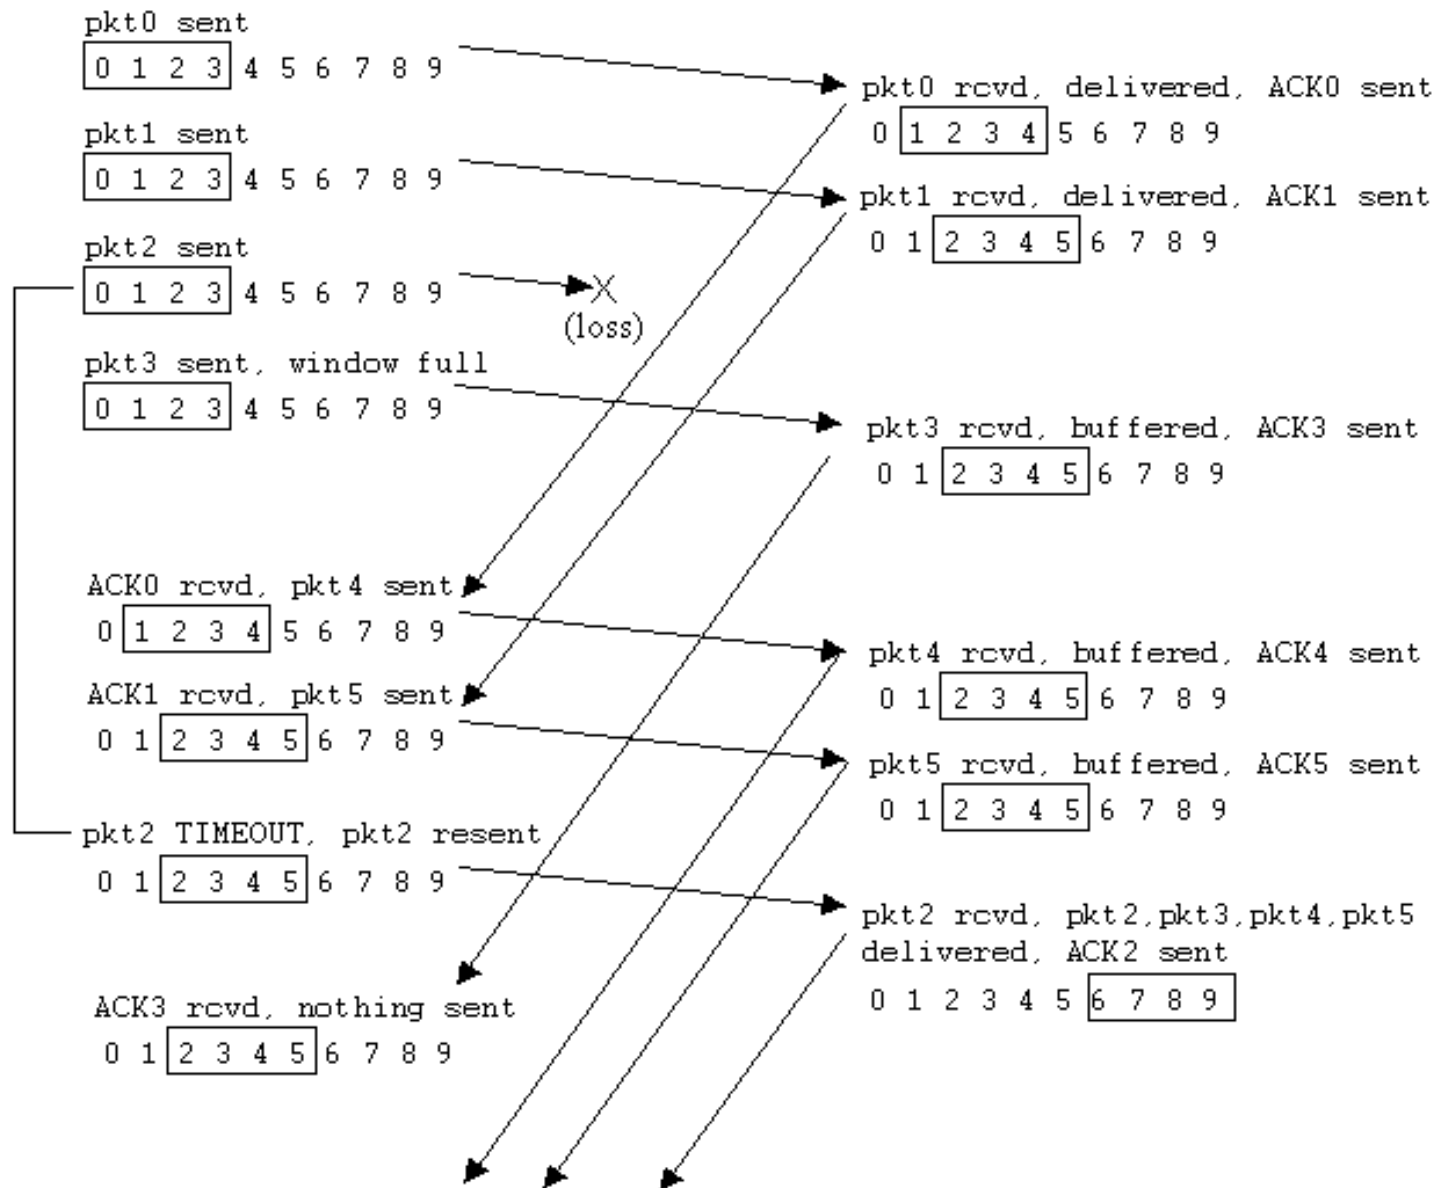 pkt0 sent
0 1 2 3 4 5 6 7 8 9
pkt1 sent
0 1 2 3 4 5 6 7 8 9
pkt2 sent
0 1 2 3 4 5 6 7 8 9
pkt3 sent, window full
0 1 2 3 4 5 6 7 8 9
ACK0 rcvd, pkt4 sent
0 1 2 3 4 5 6 7 8 9
ACK1 rcvd, pkt5 sent
0 1 2 3 4 5 6 7 8 9
pkt2 TIMEOUT, pkt2 resent
0 1 2 3 4 5 6 7 8 9
ACK3 rcvd, nothing sent
0 1 2 3 4 5 6 7 8 9
X
(loss)
pkt0 rcvd, delivered, ACK0 sent
0 1 2 3 4 5 6 7 8 9
pkt1 rcvd, delivered, ACK1 sent
0 1 2 3 4 5 6 7 8 9
pkt3 rcvd, buffered, ACK3 sent
0 1 2 3 4 5 6 7 8 9
pkt4 rcvd, buffered, ACK4 sent
0 1 2 3 4 5 6 7 8 9
pkt5 rcvd, buffered, ACK5 sent
0 1 2 3 4 5 6 7 8 9
pkt2 rcvd, pkt2,pkt3,pkt4,pkt5
delivered, ACK2 sent
0 1 2 3 4 5 6 7 8 9